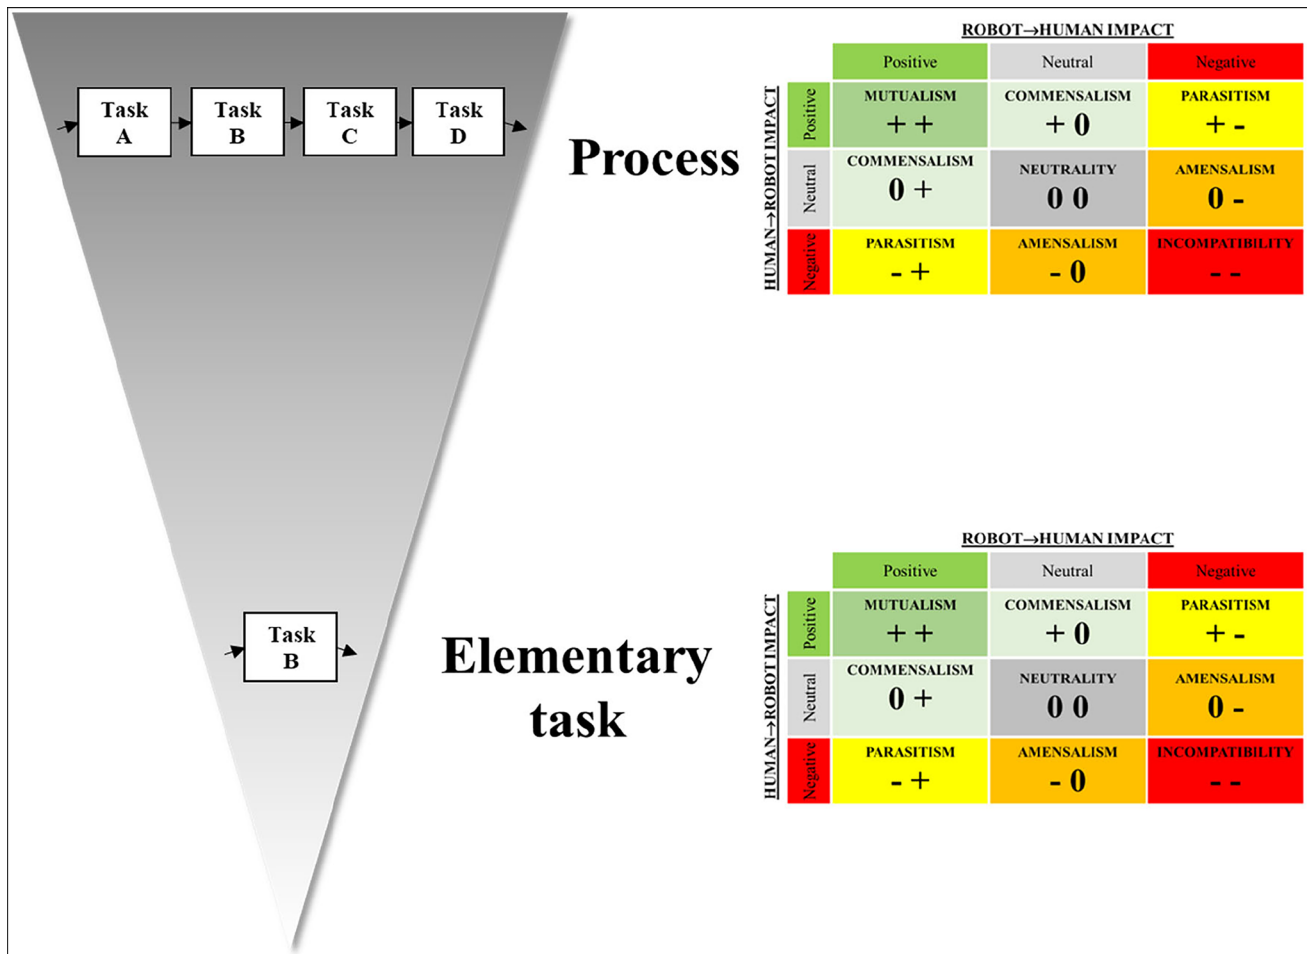 ROBOT→HUMAN IMPACT
Positive Neutral Negative
HUMAN→ROBOT IMPACT
Positive
MUTUALISM COMMENSALISM PARASITISM
+ + + 0 + -
Neutral
COMMENSALISM NEUTRALITY AMENSALISM
0 + 0 0 0 -
Negative
PARASITISM AMENSALISM INCOMPATIBILITY
- + - 0 - -
Task
A
Task
B
Task
C
Task
D
Process
ROBOT→HUMAN IMPACT
Positive Neutral Negative
HUMAN→ROBOT IMPACT
Positive
MUTUALISM COMMENSALISM PARASITISM
+ + + 0 + -
Neutral
COMMENSALISM NEUTRALITY AMENSALISM
0 + 0 0 0 -
Negative
PARASITISM AMENSALISM INCOMPATIBILITY
- + - 0 - -
Task
B
Elementary
task